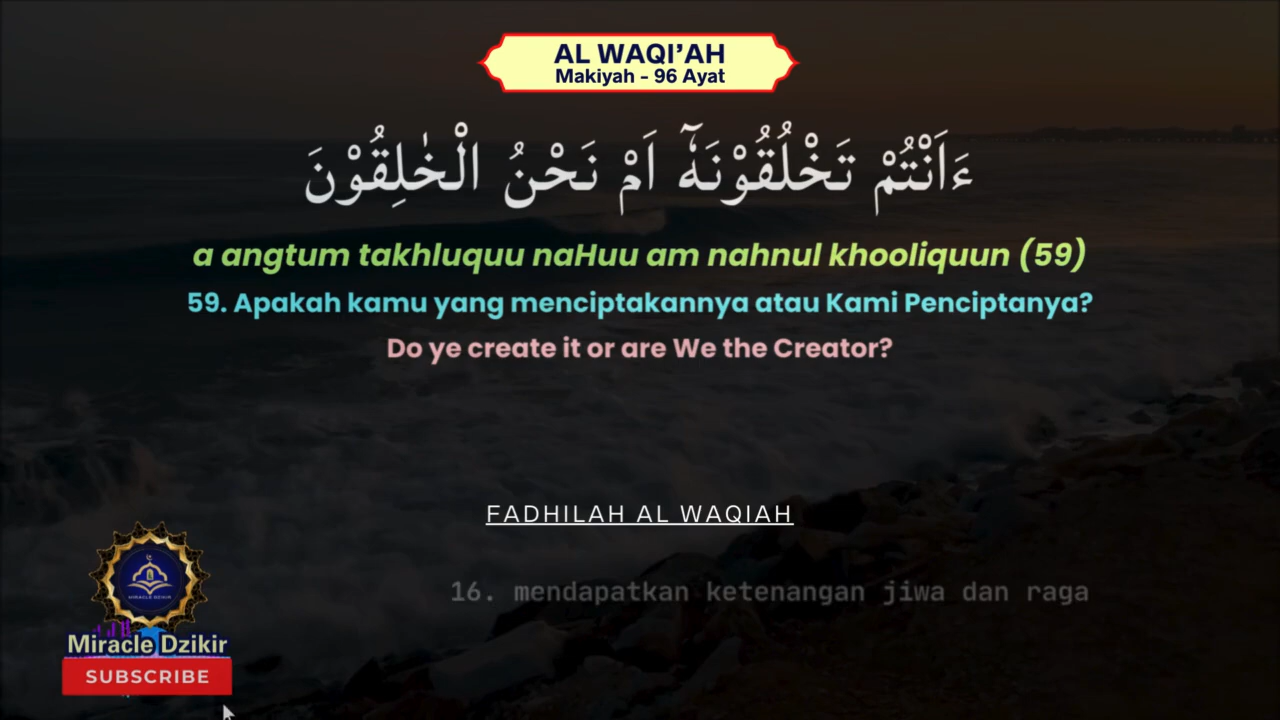 AL WAQI’AH
Makiyah - 96 Ayat
ءَاَنْتُمْ تَخْلُقُوْنَهٗٓ اَمْ نَحْنُ الْخٰلِقُوْنَ
a angtum takhluquu naHuu am nahnul khooliquun (59)
59. Apakah kamu yang menciptakannya atau Kami Penciptanya?
Do ye create it or are We the Creator?
FADHILAH AL WAQIAH
16. mendapatkan ketenangan jiwa dan raga
MIRACLE DZIKIR
Miracle Dzikir
SUBSCRIBE